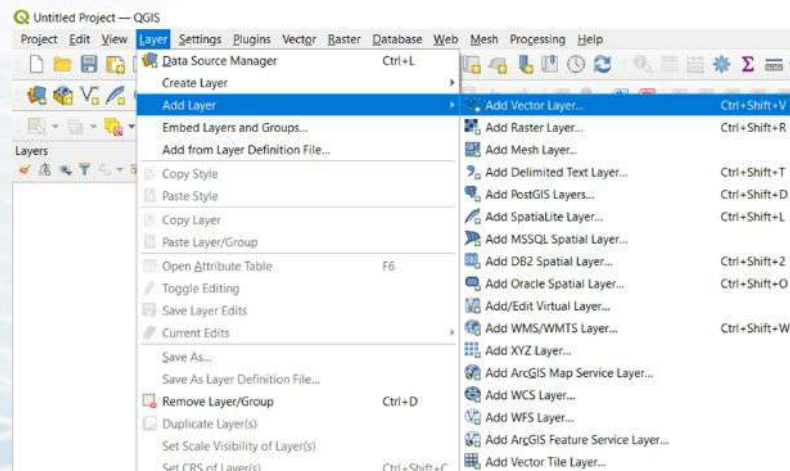 Untitled Project — QGIS
Project Edit View Layer Settings Plugins Vector Raster Database Web Mesh Processing Help
Data Source Manager Ctrl+L
Create Layer
Add Layer
Embed Layers and Groups...
Add from Layer Definition File...
Copy Style
Paste Style
Copy Layer
Paste Layer/Group
Open Attribute Table F6
Toggle Editing
Save Layer Edits
Current Edits
Save As...
Save As Layer Definition File...
Remove Layer/Group Ctrl+D
Duplicate Layer(s)
Set Scale Visibility of Layer(s)
Set CRS of Layer(s) Ctrl+Shift+C
Layers
Add Vector Layer... Ctrl+Shift+V
Add Raster Layer... Ctrl+Shift+R
Add Mesh Layer...
Add Delimited Text Layer... Ctrl+Shift+T
Add PostGIS Layers... Ctrl+Shift+D
Add SpatiaLite Layer... Ctrl+Shift+L
Add MSSQL Spatial Layer...
Add DB2 Spatial Layer... Ctrl+Shift+2
Add Oracle Spatial Layer... Ctrl+Shift+O
Add/Edit Virtual Layer...
Add WMS/WMTS Layer... Ctrl+Shift+W
Add XYZ Layer...
Add ArcGIS Map Service Layer...
Add WCS Layer...
Add WFS Layer...
Add ArcGIS Feature Service Layer...
Add Vector Tile Layer...